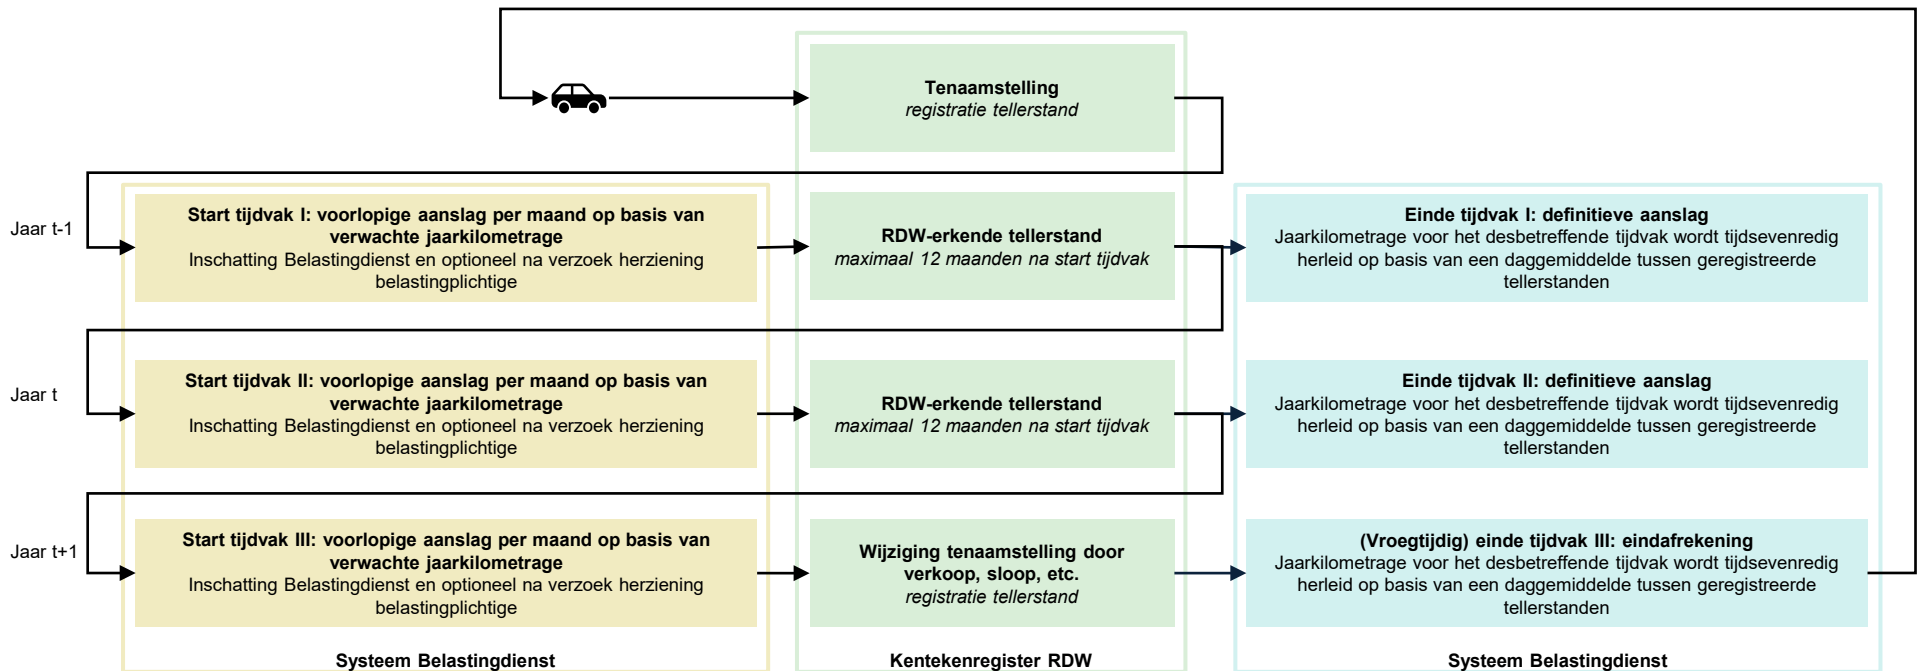 Tenaamstelling
registratie tellerstand
Jaar t-1
Start tijdvak I: voorlopige aanslag per maand op basis van
verwachte jaarkilometrage
Inschatting Belastingdienst en optioneel na verzoek herziening
belastingplichtige
RDW-erkende tellerstand
maximaal 12 maanden na start tijdvak
Einde tijdvak I: definitieve aanslag
Jaarkilometrage voor het desbetreffende tijdvak wordt tijdsevenredig
herleid op basis van een daggemiddelde tussen geregistreerde
tellerstanden
Jaar t
Start tijdvak II: voorlopige aanslag per maand op basis van
verwachte jaarkilometrage
Inschatting Belastingdienst en optioneel na verzoek herziening
belastingplichtige
RDW-erkende tellerstand
maximaal 12 maanden na start tijdvak
Einde tijdvak II: definitieve aanslag
Jaarkilometrage voor het desbetreffende tijdvak wordt tijdsevenredig
herleid op basis van een daggemiddelde tussen geregistreerde
tellerstanden
Jaar t+1
Start tijdvak III: voorlopige aanslag per maand op basis van
verwachte jaarkilometrage
Inschatting Belastingdienst en optioneel na verzoek herziening
belastingplichtige
Wijziging tenaamstelling door
verkoop, sloop, etc.
registratie tellerstand
(Vroegtijdig) einde tijdvak III: eindafrekening
Jaarkilometrage voor het desbetreffende tijdvak wordt tijdsevenredig
herleid op basis van een daggemiddelde tussen geregistreerde
tellerstanden
Systeem Belastingdienst
Kentekenregister RDW
Systeem Belastingdienst